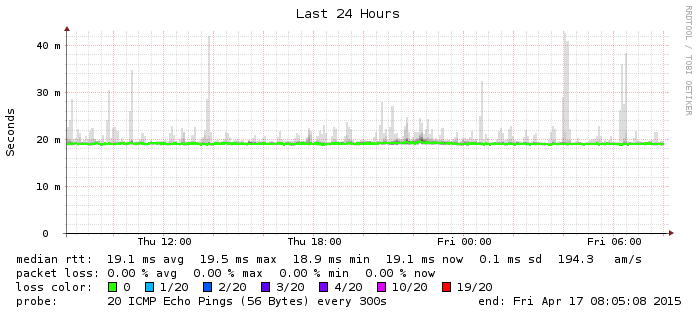 Last 24 Hours
RRDTOOL / TOBI OETIKER
Seconds
40 m
30 m
20 m
10 m
0
Thu 12:00 Thu 18:00 Fri 00:00 Fri 06:00
median rtt: 19.1 ms avg 19.5 ms max 18.9 ms min 19.1 ms now 0.1 ms sd 194.3 am/s
packet loss: 0.00 % avg 0.00 % max 0.00 % min 0.00 % now
loss color: 0 1/20 2/20 3/20 4/20 10/20 19/20
probe: 20 ICMP Echo Pings (56 Bytes) every 300s end: Fri Apr 17 08:05:08 2015